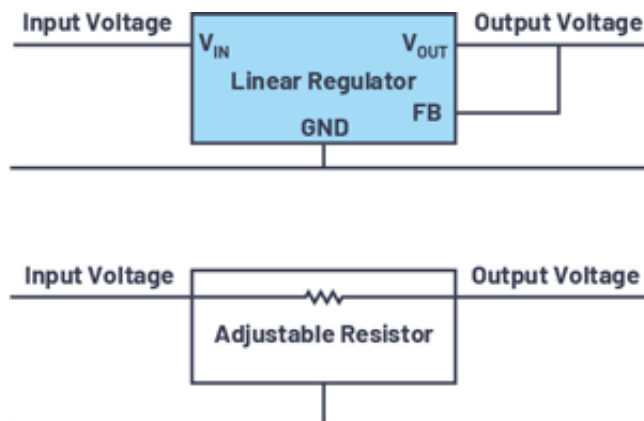 Input Voltage
Output Voltage
VIN
VOUT
Linear Regulator
FB
GND
Input Voltage
Output Voltage
Adjustable Resistor